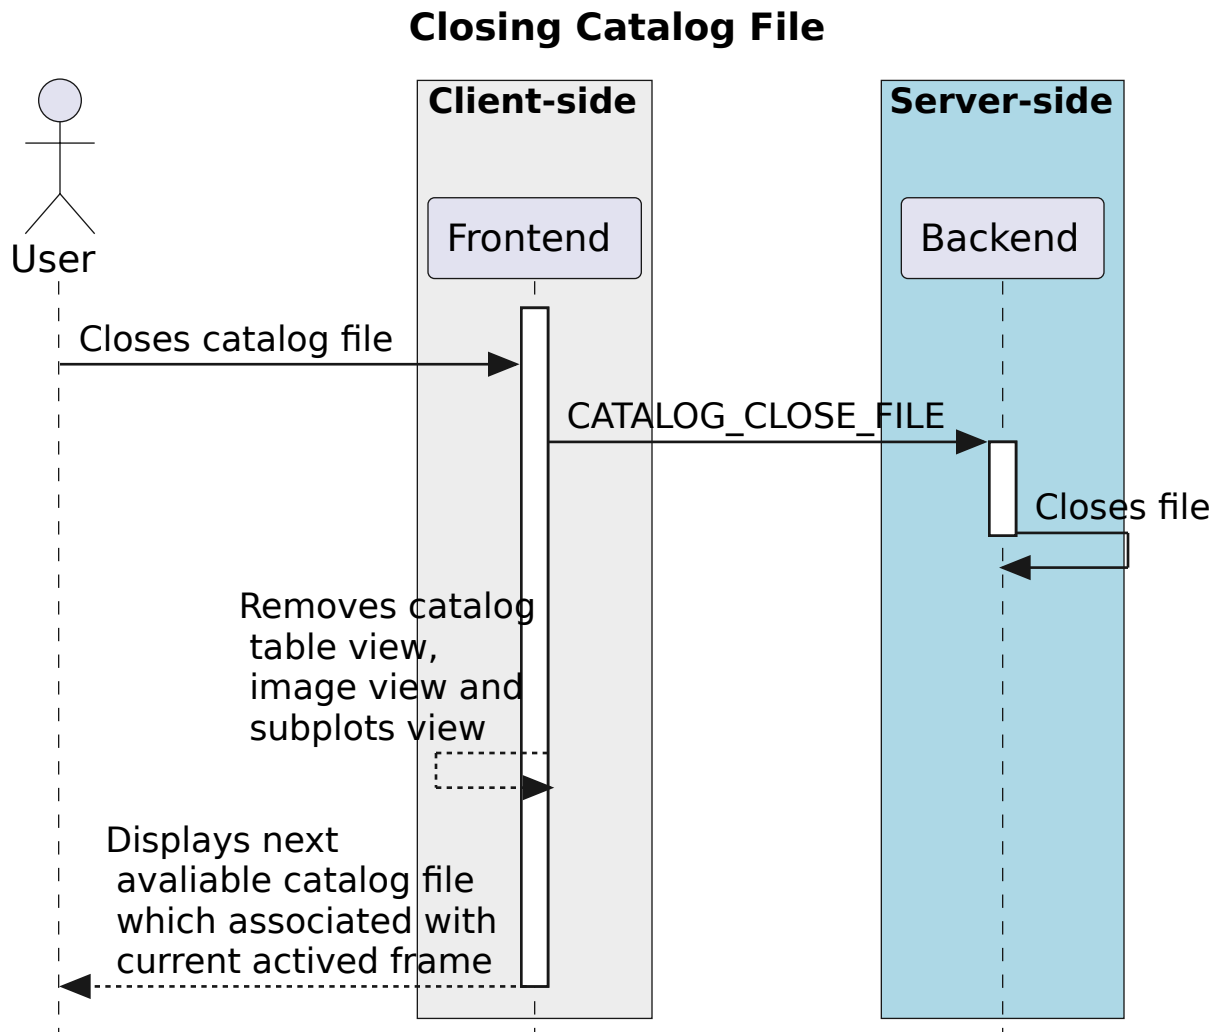 Closing Catalog File
Client-side
Server-side
User
Frontend
Backend
Closes catalog file
CATALOG_CLOSE_FILE
Closes file
Removes catalog
table view,
image view and
subplots view
Displays next
avaliable catalog file
which associated with
current actived frame